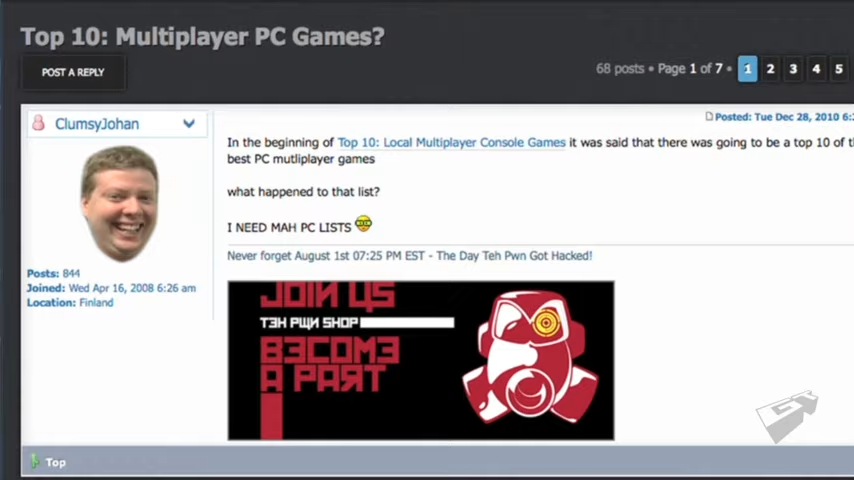 Top 10: Multiplayer PC Games?
POST A REPLY
68 posts • Page 1 of 7 • 1 2 3 4 5
ClumsyJohan
Posted: Tue Dec 28, 2010 6:
In the beginning of Top 10: Local Multiplayer Console Games it was said that there was going to be a top 10 of
best PC mutliplayer games
what happened to that list?
I NEED MAH PC LISTS
Never forget August 1st 07:25 PM EST - The Day Teh Pwn Got Hacked!
Posts: 844
Joined: Wed Apr 16, 2008 6:26 am
Location: Finland
JOIN US
TEH PWN SHOP
BECOME
A PART
Top
GT